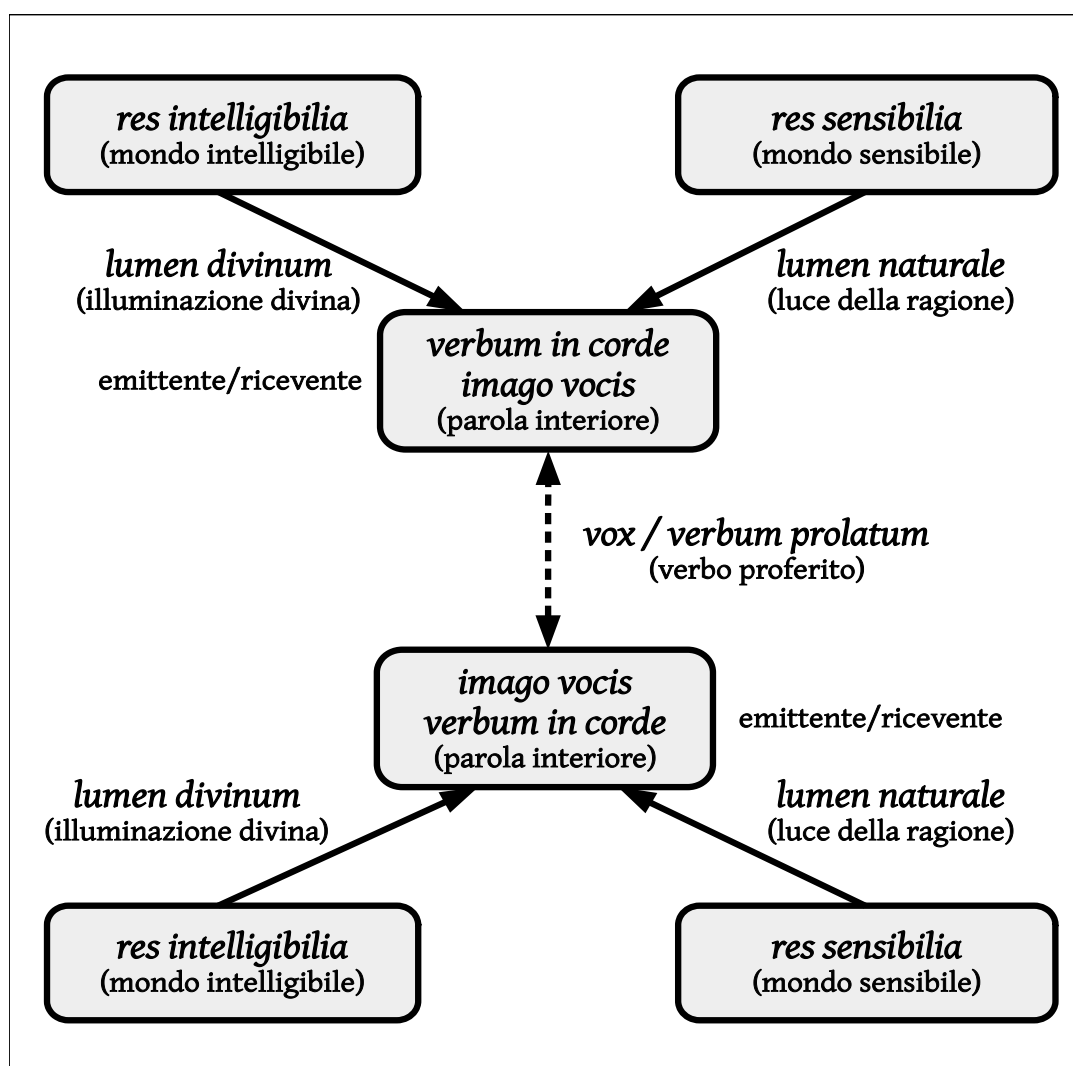 res intelligibilia
(mondo intelligibile)
res sensibilia
(mondo sensibile)
lumen divinum
(illuminazione divina)
lumen naturale
(luce della ragione)
verbum in corde
imago vocis
(parola interiore)
emittente/ricevente
vox / verbum prolatum
(verbo proferito)
imago vocis
verbum in corde
(parola interiore)
emittente/ricevente
lumen divinum
(illuminazione divina)
lumen naturale
(luce della ragione)
res intelligibilia
(mondo intelligibile)
res sensibilia
(mondo sensibile)